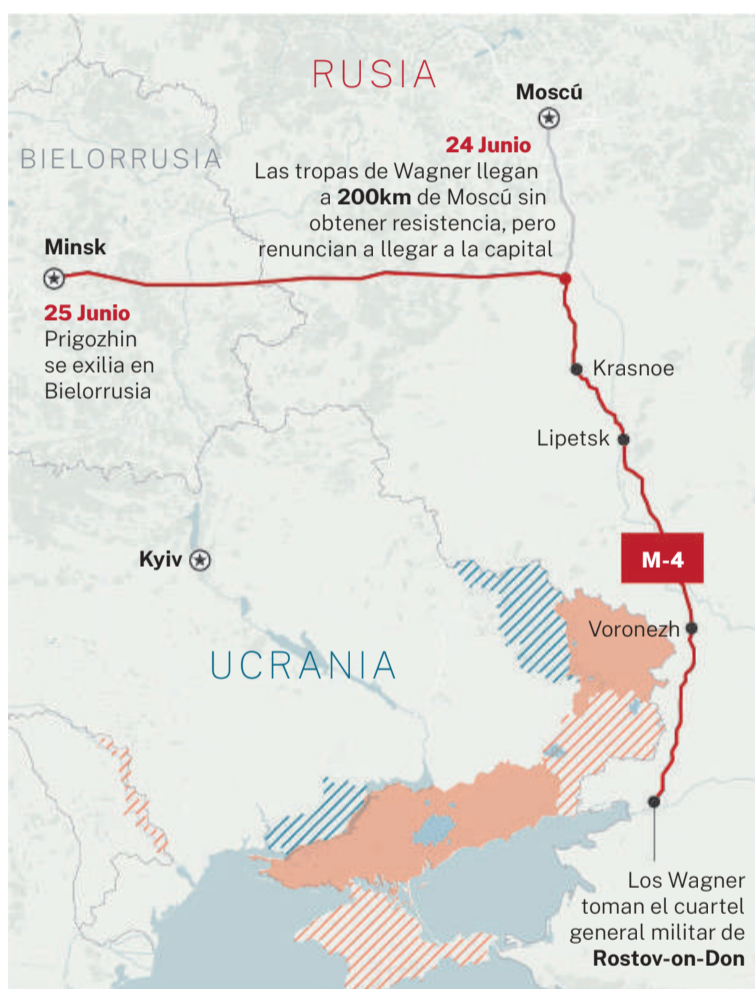 RUSIA
Moscú
BIELORRUSIA
24 Junio
Las tropas de Wagner llegan
a 200km de Moscú sin
obtener resistencia, pero
renuncian a llegar a la capital
Minsk
25 Junio
Prigozhin
se exilia en
Bielorrusia
Krasnoe
Lipetsk
Kyiv
M-4
Voronezh
UCRANIA
Los Wagner
toman el cuartel
general militar de
Rostov-on-Don